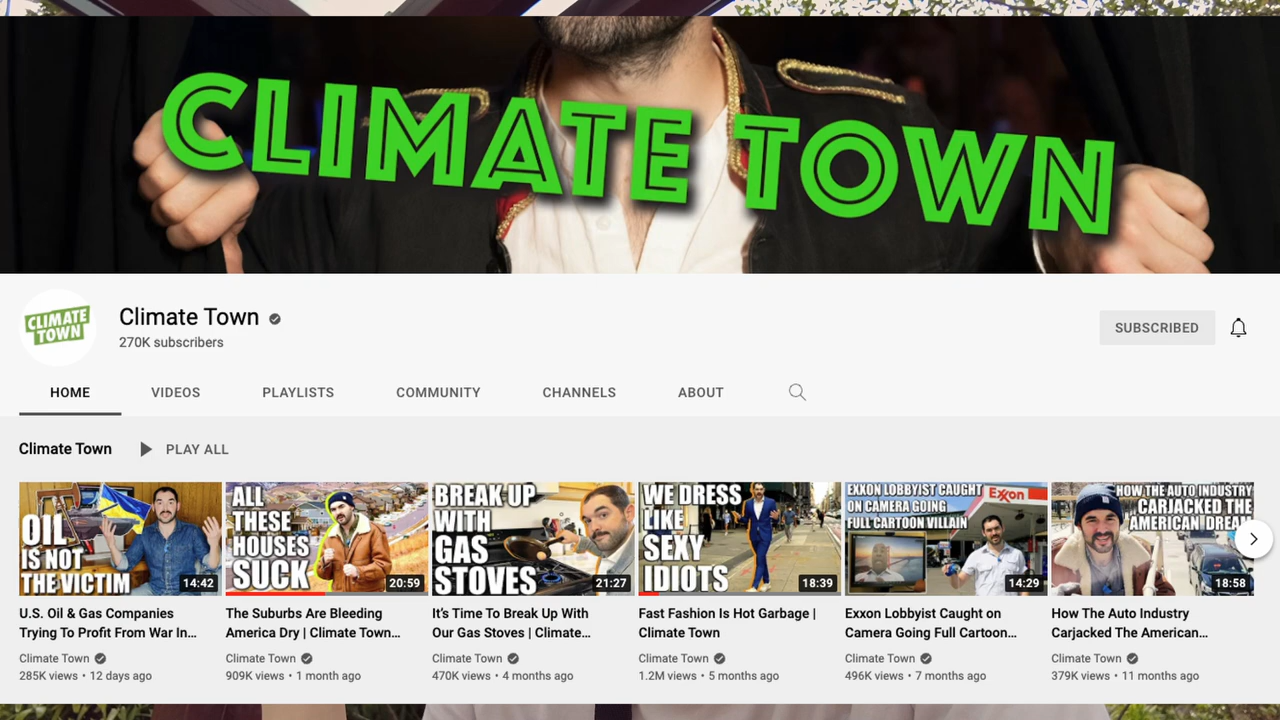 CLIMATE TOWN
CLIMATE
TOWN
Climate Town
270K subscribers
SUBSCRIBED
HOME VIDEOS PLAYLISTS COMMUNITY CHANNELS ABOUT
Climate Town PLAY ALL
OIL
IS NOT
THE VICTIM
14:42
ALL
THESE
HOUSES
SUCK
20:59
BREAK UP
WITH
GAS
STOVES
21:27
WE DRESS
LIKE
SEXY
IDIOTS
18:39
EXXON LOBBYIST CAUGHT
ON CAMERA GOING
FULL CARTOON VILLAIN
Exxon
14:29
HOW THE AUTO INDUSTRY
CARJACKED THE
AMERICAN DREAM
18:58
U.S. Oil & Gas Companies
Trying To Profit From War In...
Climate Town
285K views • 12 days ago
The Suburbs Are Bleeding
America Dry | Climate Town...
Climate Town
909K views • 1 month ago
It's Time To Break Up With
Our Gas Stoves | Climate...
Climate Town
470K views • 4 months ago
Fast Fashion Is Hot Garbage |
Climate Town
Climate Town
1.2M views • 5 months ago
Exxon Lobbyist Caught on
Camera Going Full Cartoon...
Climate Town
496K views • 7 months ago
How The Auto Industry
Carjacked The American...
Climate Town
379K views • 11 months ago